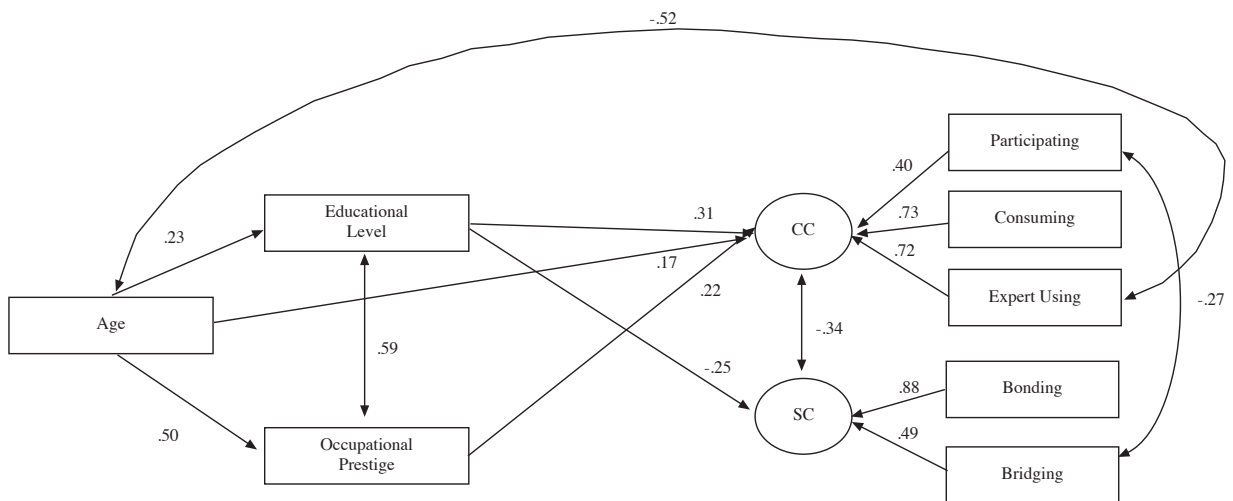 -.52
Participating
.40
Educational
Level
.31
CC
.73
Consuming
.23
.72
.17
.22
Expert Using
-.27
Age
-.34
.59
-.25
.88
Bonding
SC
.50
.49
Occupational
Prestige
Bridging